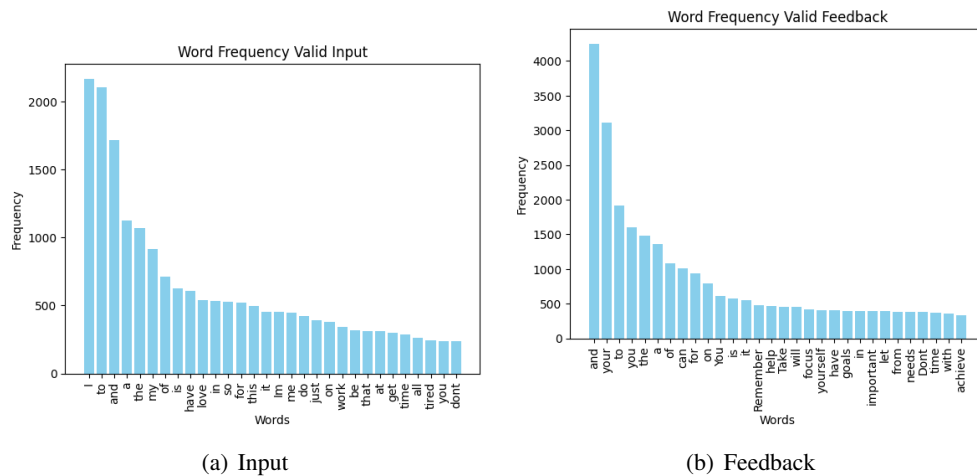 Word Frequency Valid Input
Frequency
2000
1500
1000
500
0
I
to
and
a
the
my
of
is
have
love
in
so
for
this
it
Im
me
do
just
on
work
be
that
at
get
time
all
tired
you
dont
Words
(a) Input
Word Frequency Valid Feedback
Frequency
4000
3500
3000
2500
2000
1500
1000
500
0
and
your
to
you
the
a
of
can
for
on
You
is
it
Remember
help
Take
will
focus
yourself
have
goals
in
important
let
from
needs
Dont
time
with
achieve
Words
(b) Feedback